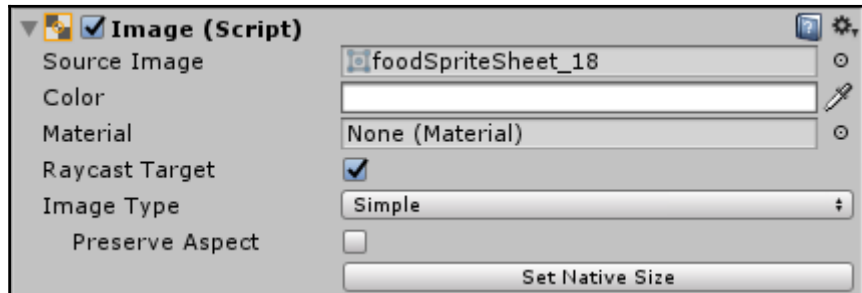 Image (Script)
Source Image foodSpriteSheet_18
Color
Material None (Material)
Raycast Target
Image Type Simple
Preserve Aspect
Set Native Size